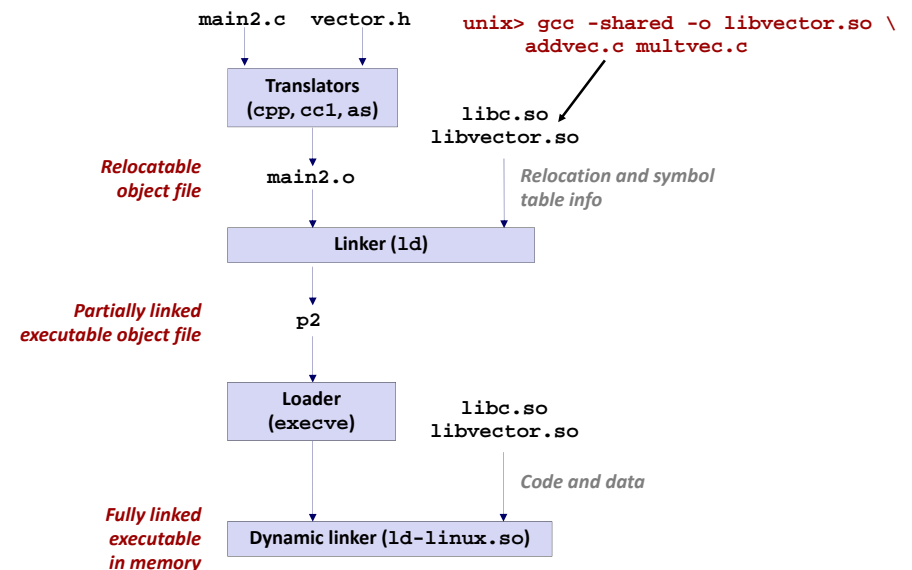 main2.c vector.h
unix> gcc -shared -o libvector.so \
addvec.c multvec.c
Translators
(cpp, cc1, as)
libc.so
libvector.so
Relocatable
object file
main2.o
Relocation and symbol
table info
Linker (ld)
Partially linked
executable object file
p2
Loader
(execve)
libc.so
libvector.so
Code and data
Fully linked
executable
in memory
Dynamic linker (ld-linux.so)